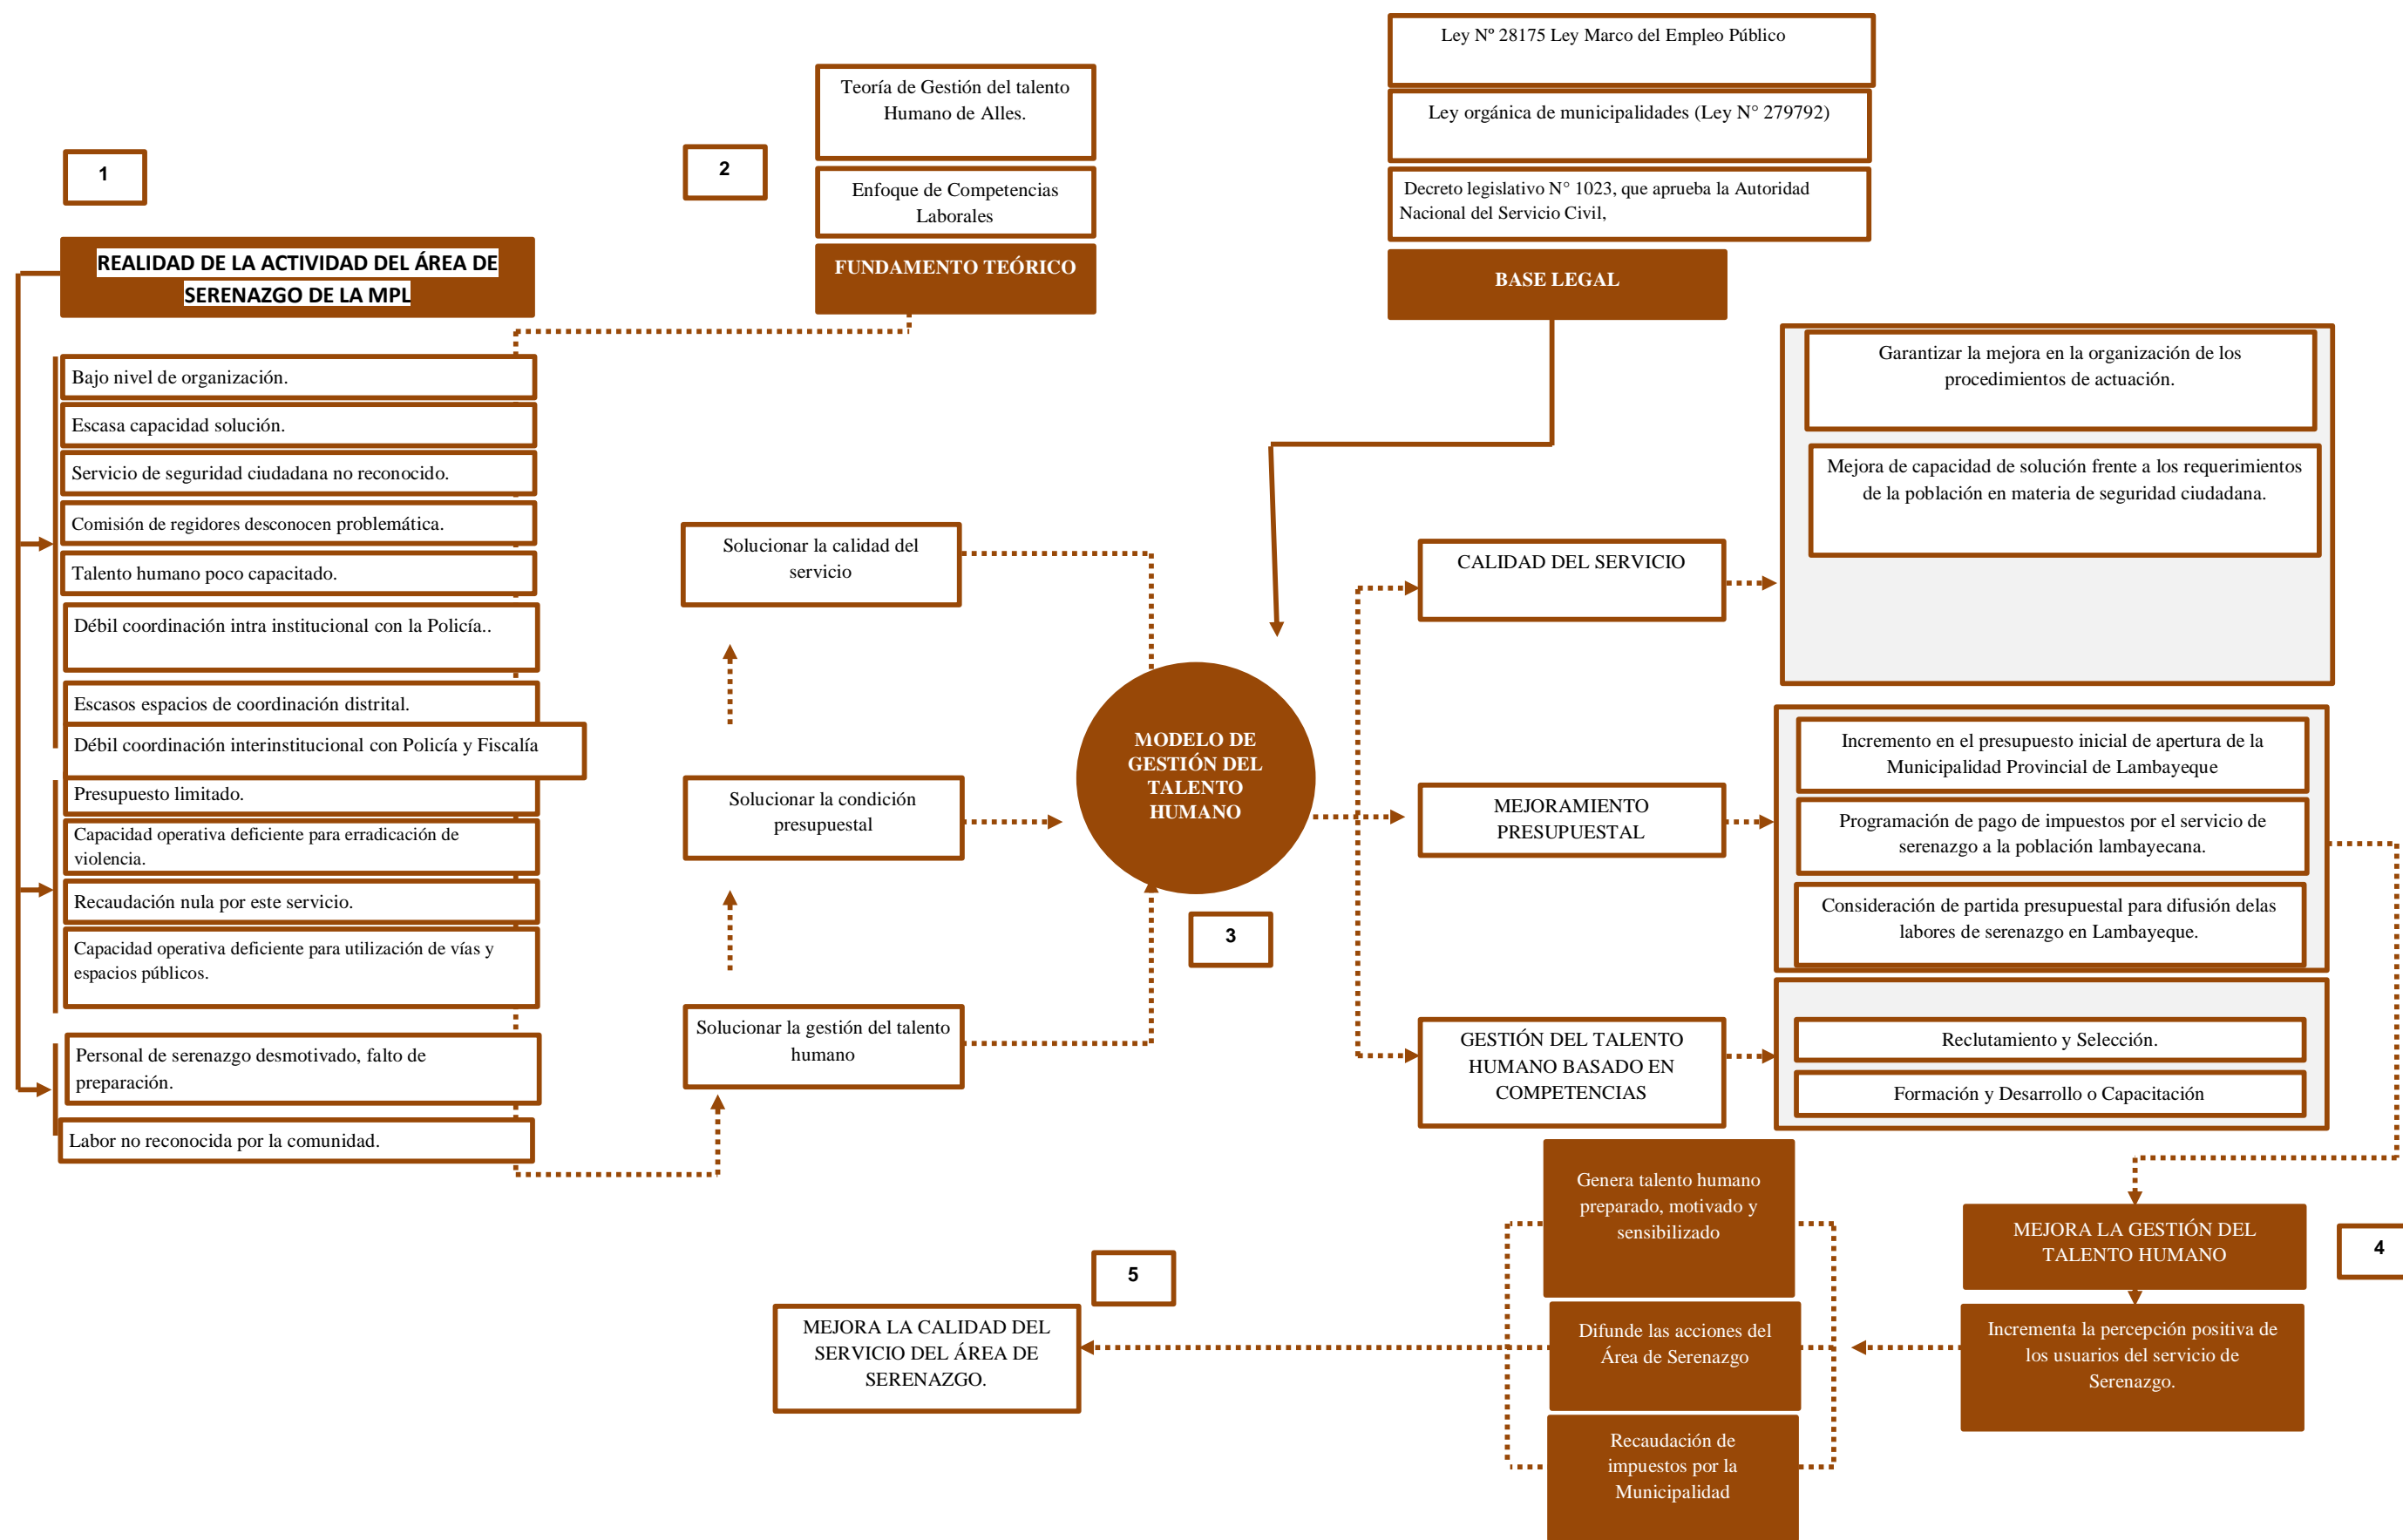 1
REALIDAD DE LA ACTIVIDAD DEL ÁREA DE
SERENAZGO DE LA MPL
Bajo nivel de organización.
Escasa capacidad solución.
Servicio de seguridad ciudadana no reconocido.
Comisión de regidores desconocen problemática.
Talento humano poco capacitado.
Débil coordinación intra institucional con la Policía..
Escasos espacios de coordinación distrital.
Débil coordinación interinstitucional con Policía y Fiscalía
Presupuesto limitado.
Capacidad operativa deficiente para erradicación de
violencia.
Recaudación nula por este servicio.
Capacidad operativa deficiente para utilización de vías y
espacios públicos.
Personal de serenazgo desmotivado, falto de
preparación.
Labor no reconocida por la comunidad.
2
Teoría de Gestión del talento
Humano de Alles.
Enfoque de Competencias
Laborales
FUNDAMENTO TEÓRICO
Ley Nº 28175 Ley Marco del Empleo Público
Ley orgánica de municipalidades (Ley N° 279792)
Decreto legislativo N° 1023, que aprueba la Autoridad
Nacional del Servicio Civil,
BASE LEGAL
Solucionar la calidad del
servicio
Solucionar la condición
presupuestal
Solucionar la gestión del talento
humano
MODELO DE
GESTIÓN DEL
TALENTO
HUMANO
3
CALIDAD DEL SERVICIO
Garantizar la mejora en la organización de los
procedimientos de actuación.
Mejora de capacidad de solución frente a los requerimientos
de la población en materia de seguridad ciudadana.
MEJORAMIENTO
PRESUPUESTAL
Incremento en el presupuesto inicial de apertura de la
Municipalidad Provincial de Lambayeque
Programación de pago de impuestos por el servicio de
serenazgo a la población lambayecana.
Consideración de partida presupuestal para difusión delas
labores de serenazgo en Lambayeque.
GESTIÓN DEL TALENTO
HUMANO BASADO EN
COMPETENCIAS
Reclutamiento y Selección.
Formación y Desarrollo o Capacitación
4
MEJORA LA GESTIÓN DEL
TALENTO HUMANO
Incrementa la percepción positiva de
los usuarios del servicio de
Serenazgo.
Genera talento humano
preparado, motivado y
sensibilizado
Difunde las acciones del
Área de Serenazgo
Recaudación de
impuestos por la
Municipalidad
5
MEJORA LA CALIDAD DEL
SERVICIO DEL ÁREA DE
SERENAZGO.